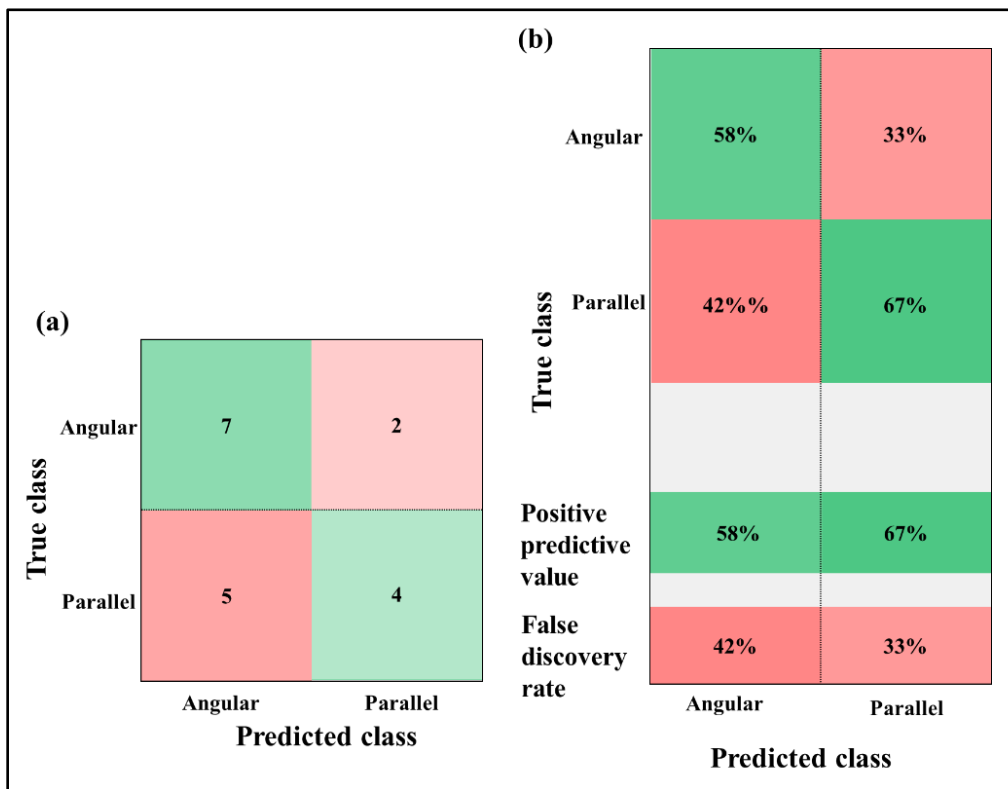 (a)
True class
Angular
7 2
Parallel
5 4
Angular Parallel
Predicted class
(b)
True class
Angular
58% 33%
Parallel
42%% 67%
Positive
predictive
value
58% 67%
False
discovery
rate
42% 33%
Angular Parallel
Predicted class